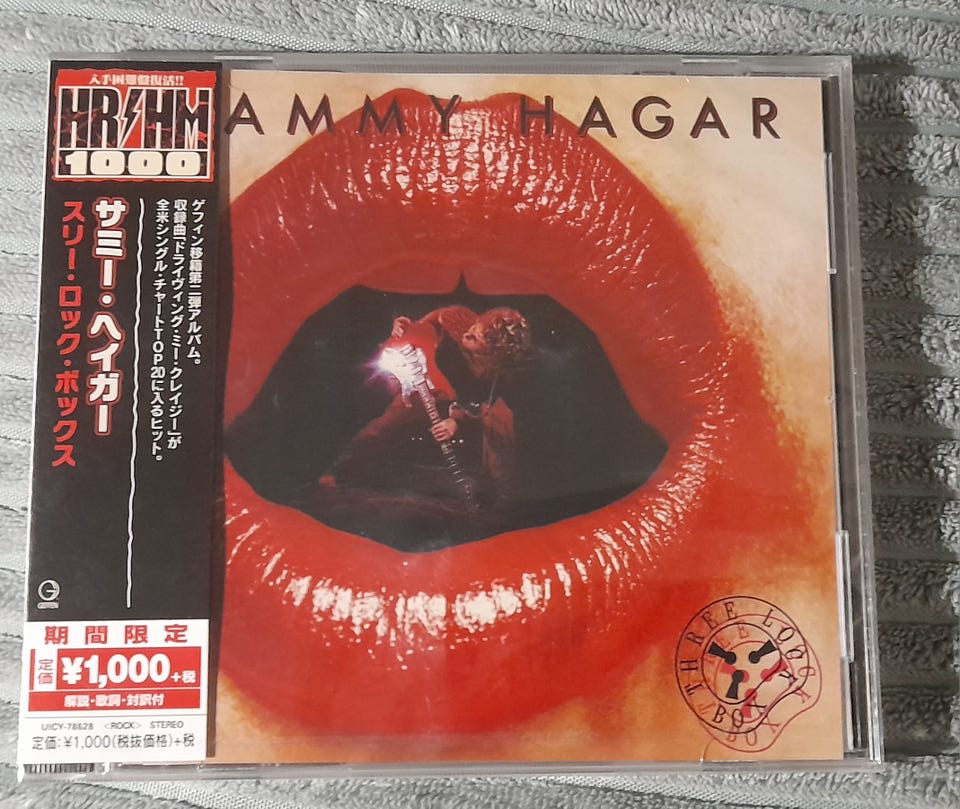 入手困難盤復活!!
HR/HM
1000
AMMY HAGAR
ゲフィン移籍第二弾アルバム。
収録曲「ドライヴィング・ミー・クレイジー」が
全米シングル・チャートTOP20に入るヒット。
サミー・ヘイガー
スリー・ロック・ボックス
GEFFEN
期間限定
定価 ¥1,000+税
解説・歌詞・対訳付
UICY-78628 <ROCK> STEREO
定価:¥1,000(税抜価格)+税
THREE LOCK
BOX